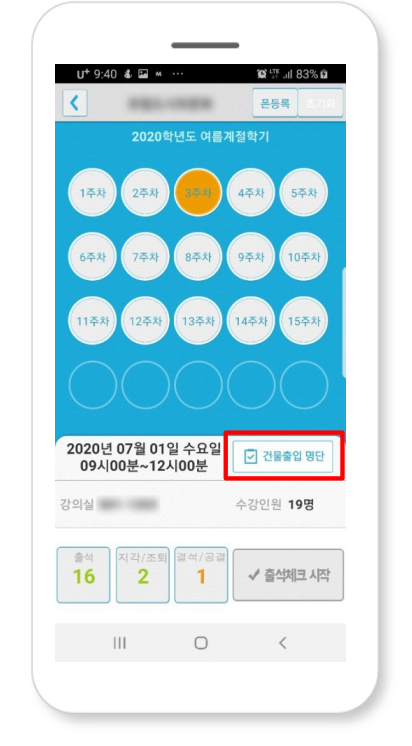 U+ 9:40 M ··· LTE 83%
폰등록 초기화
2020학년도 여름계절학기
1주차 2주차 3주차 4주차 5주차
6주차 7주차 8주차 9주차 10주차
11주차 12주차 13주차 14주차 15주차
2020년 07월 01일 수요일
09시00분~12시00분
건물출입 명단
강의실 수강인원 19명
출석 지각/조퇴 결석/공결
16 2 1
✓ 출석체크 시작